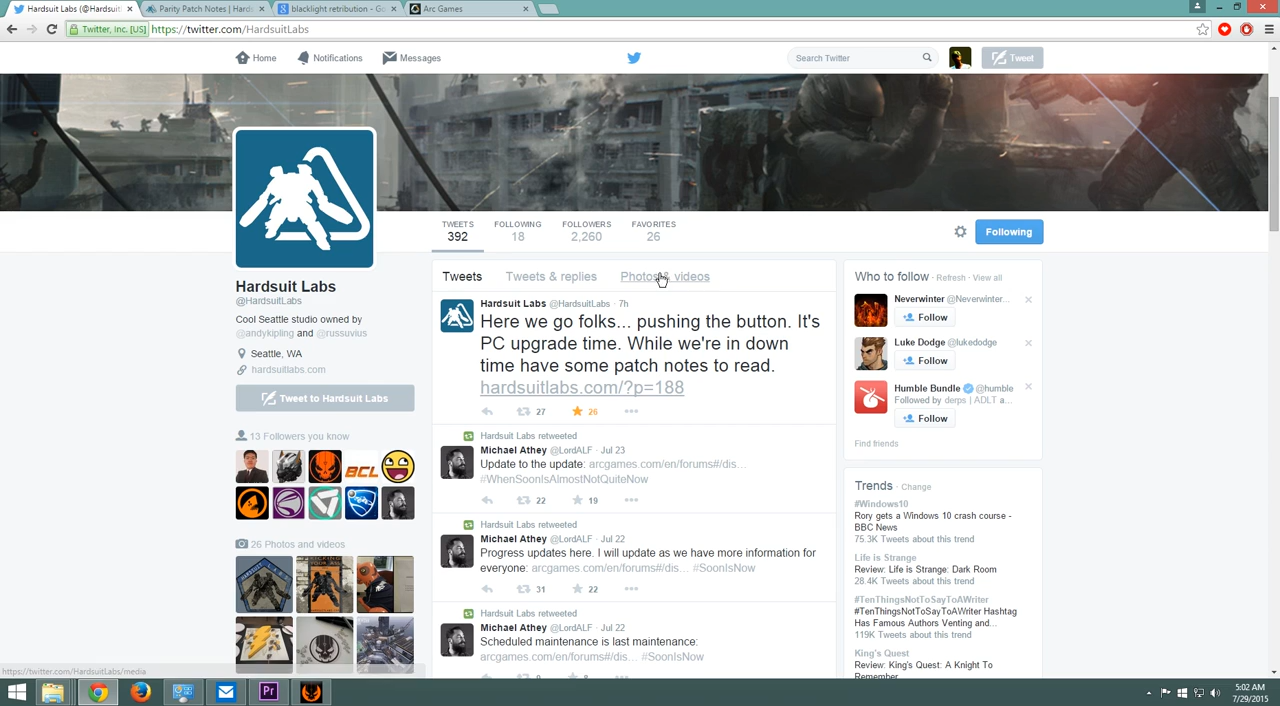 Hardsuit Labs (@Hardsuit
Parity Patch Notes | Hardsu
blacklight retribution - Go
Arc Games
Twitter, Inc. [US]
https://twitter.com/HardsuitLabs
Home
Notifications
Messages
Search Twitter
Tweet
TWEETS
392
FOLLOWING
18
FOLLOWERS
2,260
FAVORITES
26
Following
Hardsuit Labs
@HardsuitLabs
Cool Seattle studio owned by
@andykipling and @russuvius
Seattle, WA
hardsuitlabs.com
Tweet to Hardsuit Labs
13 Followers you know
BCL
26 Photos and videos
Tweets
Tweets & replies
Photos & videos
Hardsuit Labs @HardsuitLabs · 7h
Here we go folks... pushing the button. It's
PC upgrade time. While we're in down
time have some patch notes to read.
hardsuitlabs.com/?p=188
27
26
Hardsuit Labs retweeted
Michael Athey @LordALF · Jul 23
Update to the update: arcgames.com/en/forums#/dis...
#WhenSoonIsAlmostNotQuiteNow
22
19
Hardsuit Labs retweeted
Michael Athey @LordALF · Jul 22
Progress updates here. I will update as we have more information for
everyone: arcgames.com/en/forums#/dis... #SoonIsNow
31
22
Hardsuit Labs retweeted
Michael Athey @LordALF · Jul 22
Scheduled maintenance is last maintenance:
arcgames.com/en/forums#/dis... #SoonIsNow
Who to follow · Refresh · View all
Neverwinter @Neverwinter...
Follow
Luke Dodge @lukedodge
Follow
Humble Bundle @humble
Followed by derps | ADLT a...
Follow
Find friends
Trends · Change
#Windows10
Rory gets a Windows 10 crash course -
BBC News
75.3K Tweets about this trend
Life is Strange:
Review: Life is Strange: Dark Room
28.4K Tweets about this trend
#TenThingsNotToSayToAWriter
#TenThingsNotToSayToAWriter Hashtag
Has Famous Authors Venting and...
119K Tweets about this trend
King's Quest
Review: King's Quest: A Knight To
Remember
https://twitter.com/HardsuitLabs/media
Pr
5:02 AM
7/29/2015